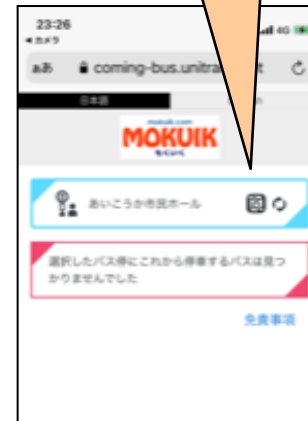 23:26
4G
◀ カメラ
ああ coming-bus.unitra
日本語
mokuik.com
MOKUIK
もくいく
あいこうか市民ホール
選択したバス停にこれから停車するバスは見つ
かりませんでした
免責事項